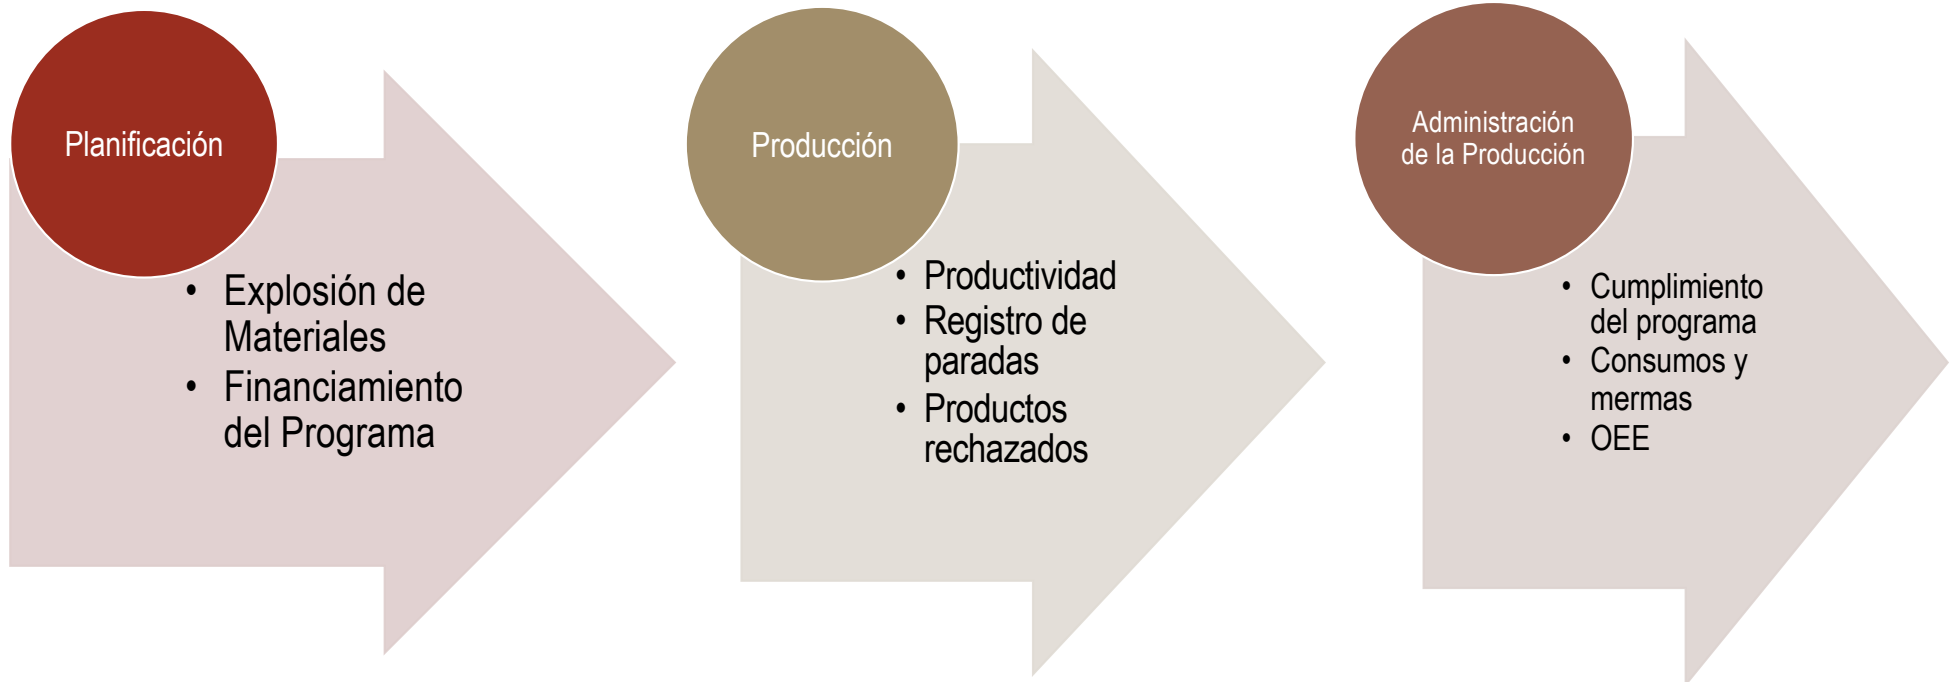 Planificación
• Explosión de
Materiales
• Financiamiento
del Programa
Producción
• Productividad
• Registro de
paradas
• Productos
rechazados
Administración
de la Producción
• Cumplimiento
del programa
• Consumos y
mermas
• OEE